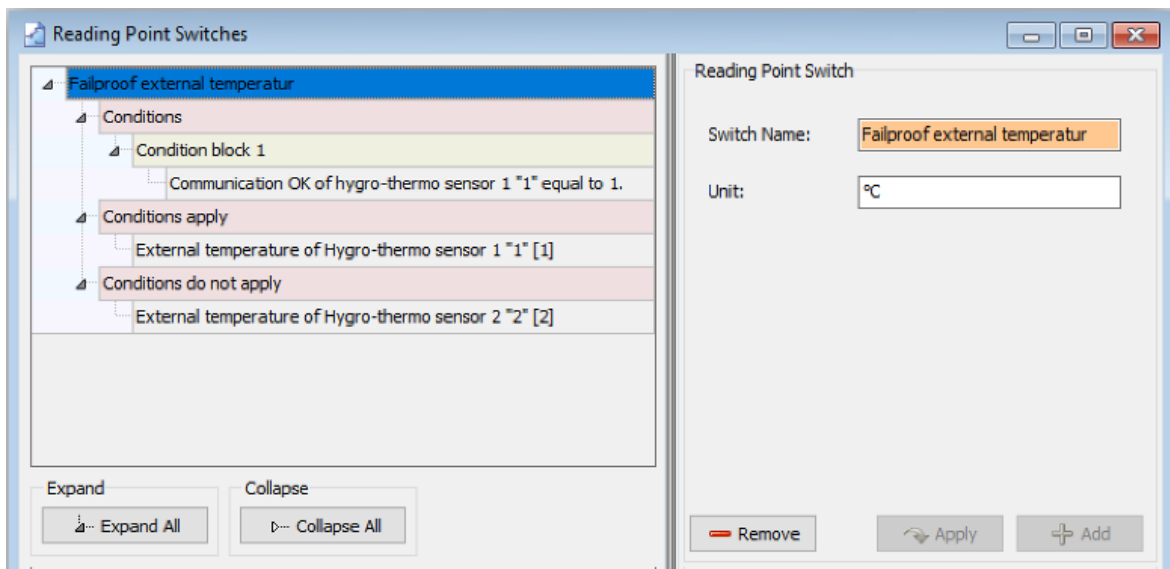 Reading Point Switches
Failproof external temperatur
Conditions
Condition block 1
Communication OK of hygro-thermo sensor 1 "1" equal to 1.
Conditions apply
External temperature of Hygro-thermo sensor 1 "1" [1]
Conditions do not apply
External temperature of Hygro-thermo sensor 2 "2" [2]
Expand
Expand All
Collapse
Collapse All
Reading Point Switch
Switch Name: Failproof external temperatur
Unit: °C
Remove
Apply
Add